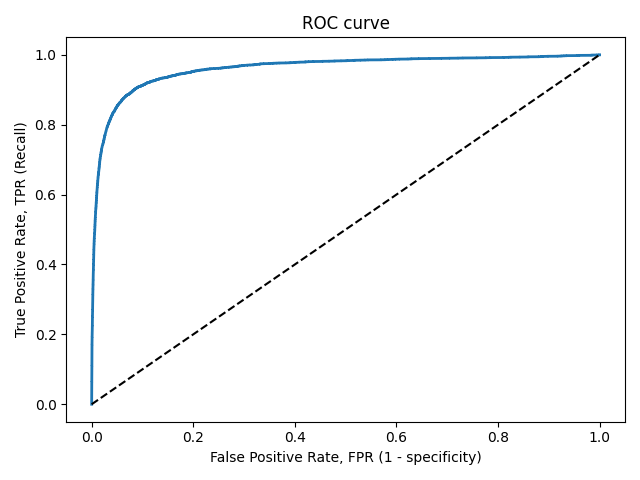 ROC curve
True Positive Rate, TPR (Recall)
1.0
0.8
0.6
0.4
0.2
0.0
0.0 0.2 0.4 0.6 0.8 1.0
False Positive Rate, FPR (1 - specificity)